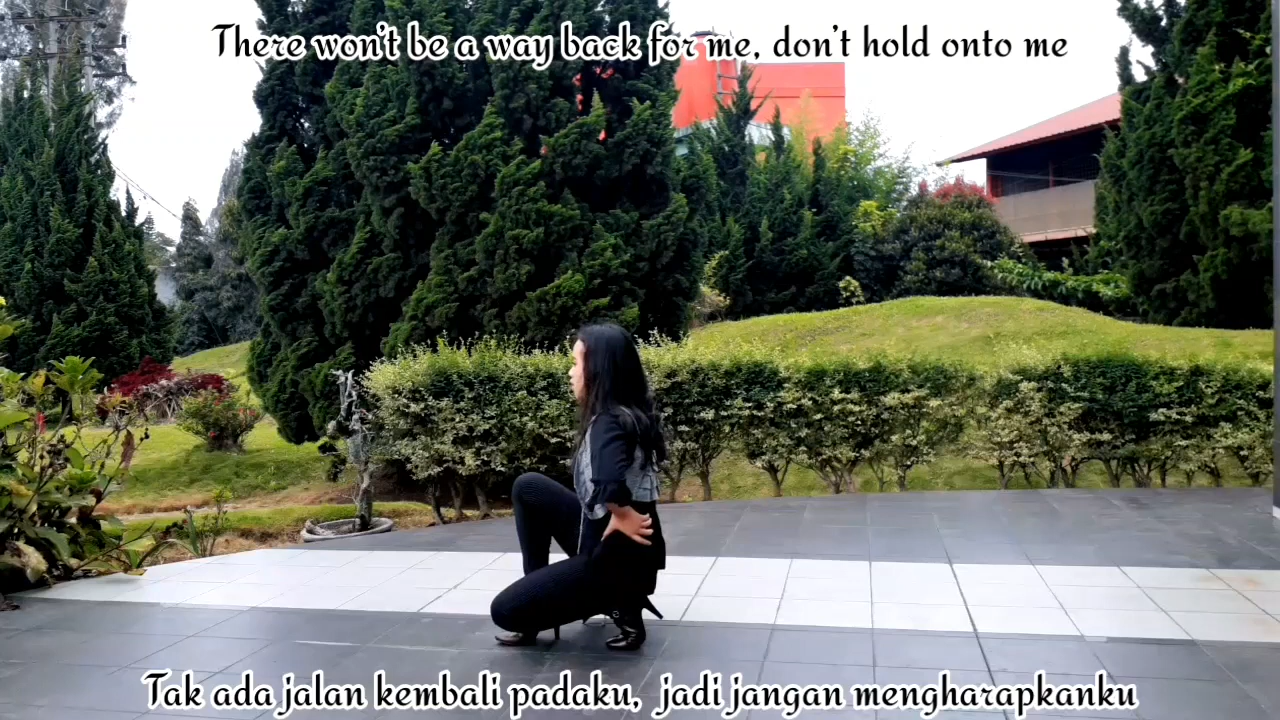 There won't be a way back for me, don't hold onto me
Tak ada jalan kembali padaku, jadi jangan mengharapkanku